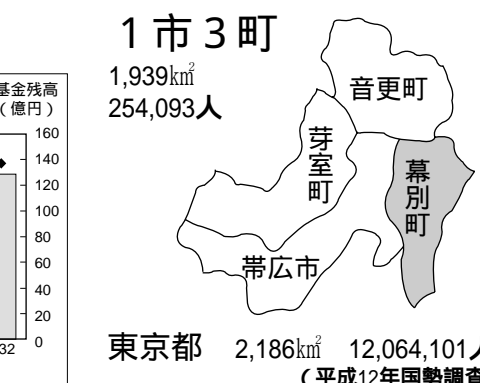 1市3町
1,939㎢
254,093人
基金残高
(億円)
160
140
120
100
80
60
40
20
0
32
音更町
芽室町
幕別町
帯広市
東京都 2,186㎢ 12,064,101人
(平成12年国勢調査